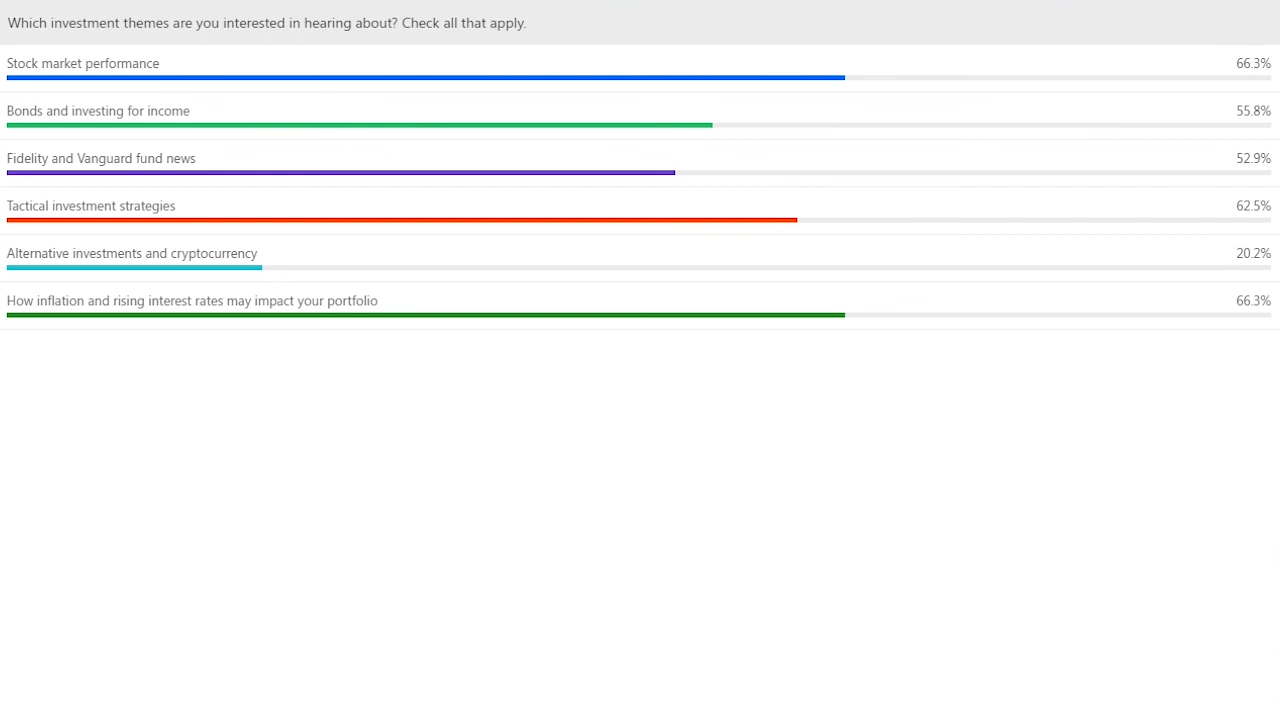 Which investment themes are you interested in hearing about? Check all that apply.
Stock market performance 66.3%
Bonds and investing for income 55.8%
Fidelity and Vanguard fund news 52.9%
Tactical investment strategies 62.5%
Alternative investments and cryptocurrency 20.2%
How inflation and rising interest rates may impact your portfolio 66.3%